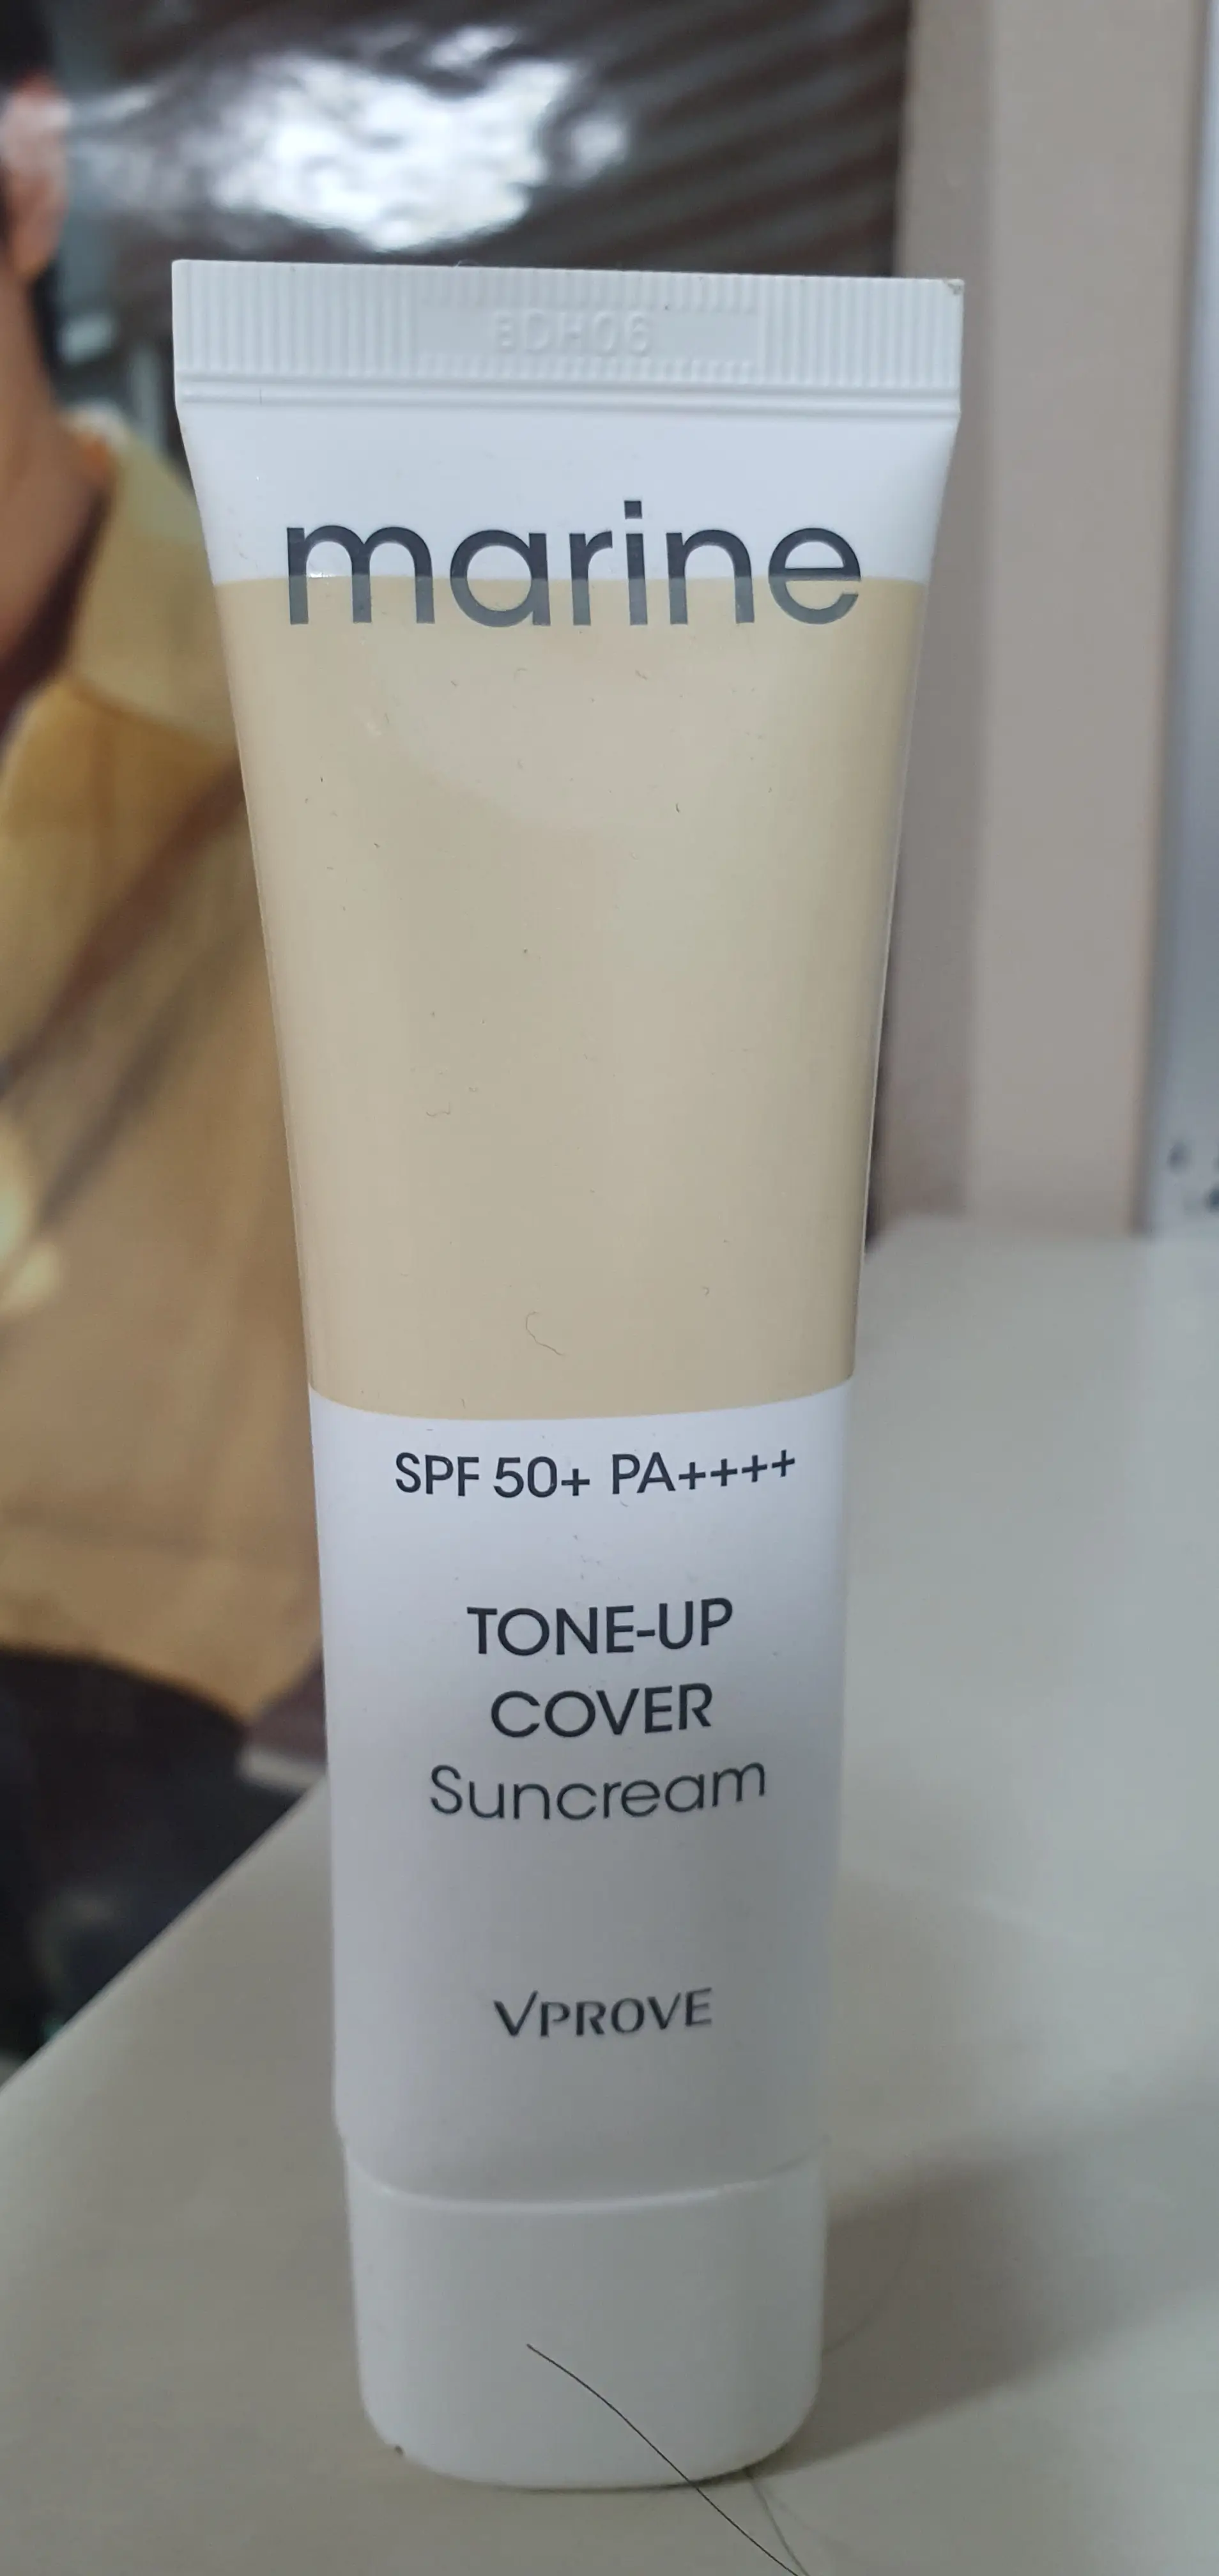 BDH06
marine
SPF 50+ PA++++
TONE-UP
COVER
Suncream
VPROVE